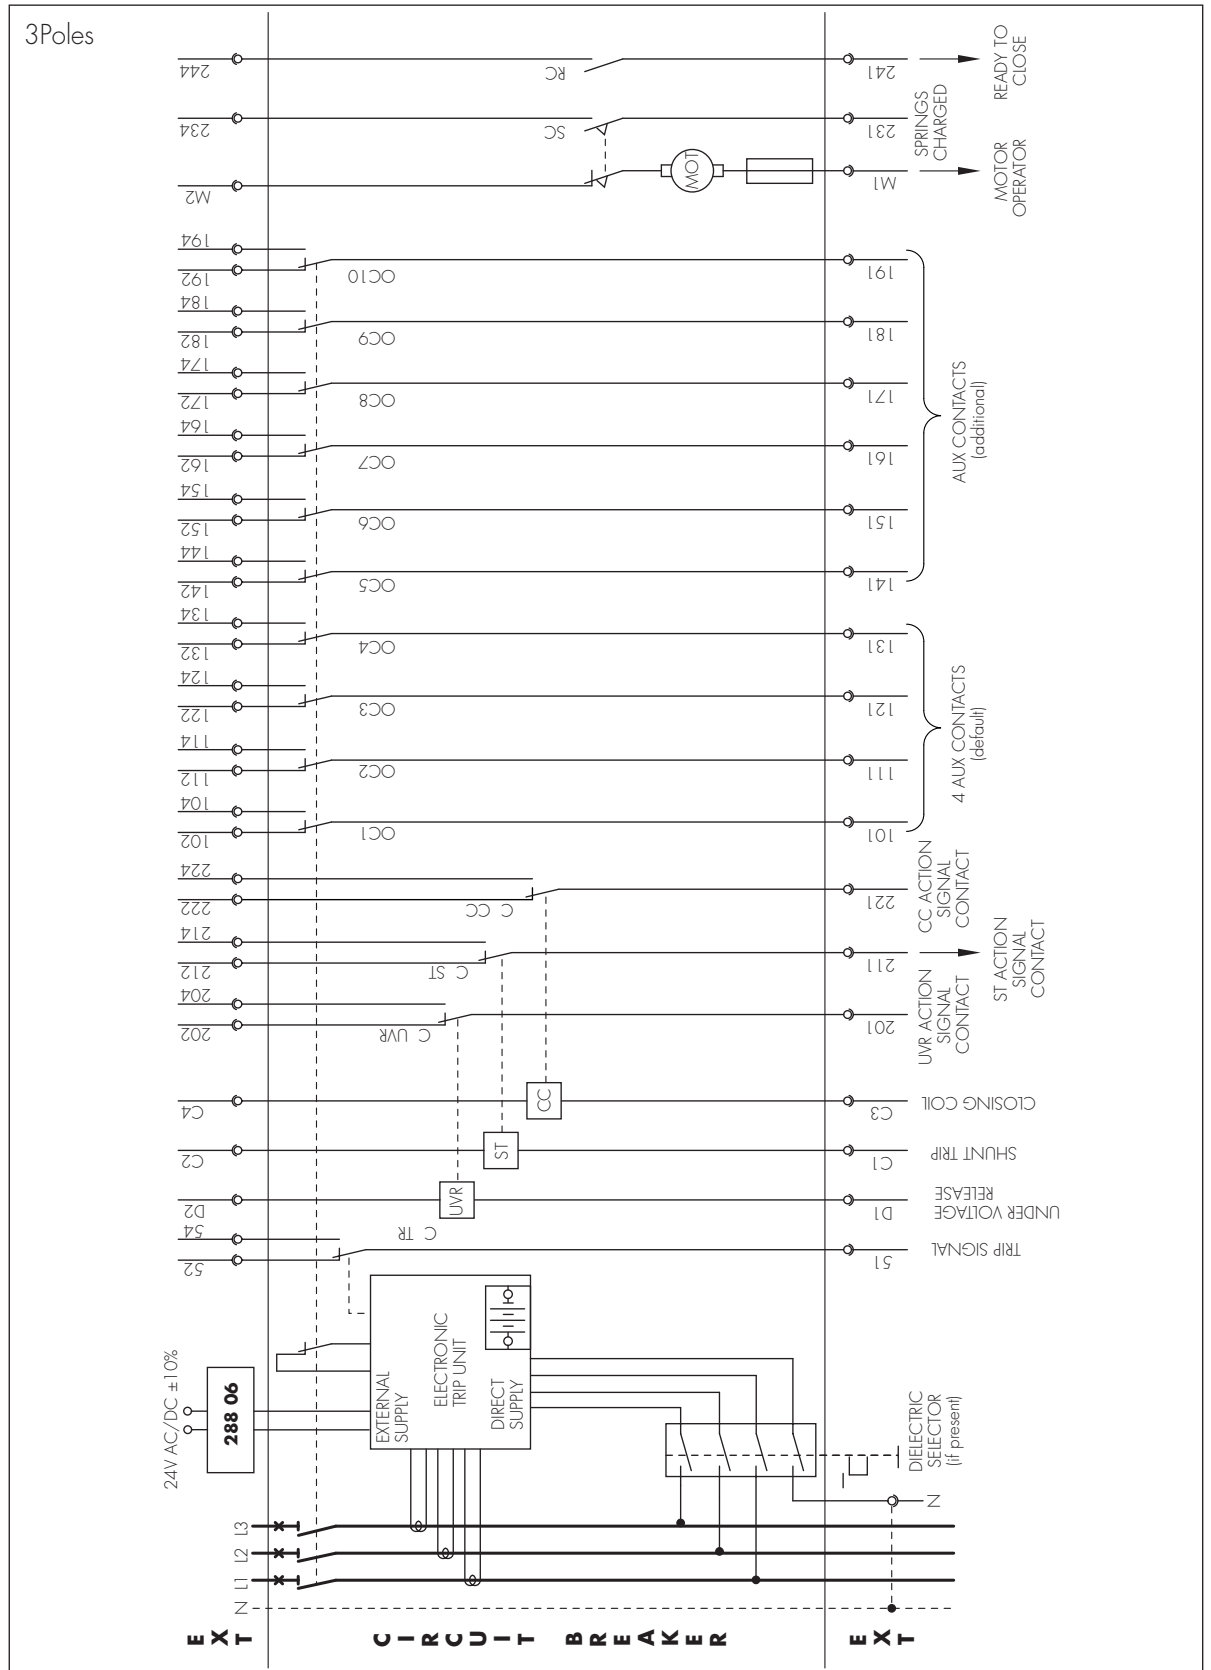 3Poles
244
RC
241
READY TO
CLOSE
234
SC
231
SPRINGS
CHARGED
M2
MOT
M1
MOTOR
OPERATOR
194
192
OC10
191
184
182
OC9
181
174
172
OC8
171
164
162
OC7
161
154
152
OC6
151
144
142
OC5
141
AUX CONTACTS
(additional)
134
132
OC4
131
124
122
OC3
121
114
112
OC2
111
104
102
OC1
101
4 AUX CONTACTS
(default)
224
222
C CC
221
CC ACTION
SIGNAL
CONTACT
214
212
C ST
211
ST ACTION
SIGNAL
CONTACT
204
202
C UVR
201
UVR ACTION
SIGNAL
CONTACT
C4
CC
C3
CLOSING COIL
C2
ST
C1
SHUNT TRIP
D2
UVR
D1
UNDER VOLTAGE
RELEASE
54
52
C TR
51
TRIP SIGNAL
24V AC/DC ±10%
288 06
EXTERNAL
SUPPLY
ELECTRONIC
TRIP UNIT
DIRECT
SUPPLY
DIELECTRIC
SELECTOR
(if present)
N
L3
L2
L1
N
EXT
CIRCUIT BREAKER
EXT